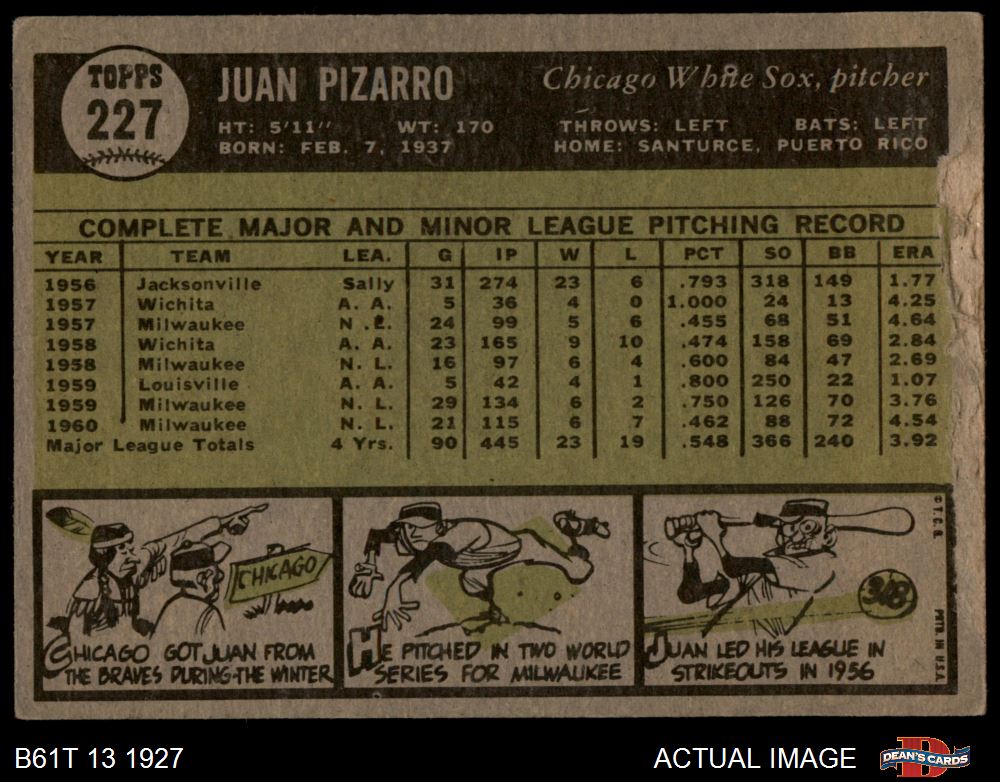 TOPPS
227
JUAN PIZARRO
Chicago White Sox, pitcher
HT: 5'11" WT: 170 THROWS: LEFT BATS: LEFT
BORN: FEB. 7, 1937 HOME: SANTURCE, PUERTO RICO
COMPLETE MAJOR AND MINOR LEAGUE PITCHING RECORD
YEAR TEAM LEA. G IP W L PCT SO BB ERA
1956 Jacksonville Sally 31 274 23 6 .793 318 149 1.77
1957 Wichita A. A. 5 36 4 0 1.000 24 13 4.25
1957 Milwaukee N. L. 24 99 5 6 .455 68 51 4.64
1958 Wichita A. A. 23 165 9 10 .474 158 69 2.84
1958 Milwaukee N. L. 16 97 6 4 .600 84 47 2.69
1959 Louisville A. A. 5 42 4 1 .800 250 22 1.07
1959 Milwaukee N. L. 29 134 6 2 .750 126 70 3.76
1960 Milwaukee N. L. 21 115 6 7 .462 88 72 4.54
Major League Totals 4 Yrs. 90 445 23 19 .548 366 240 3.92
CHICAGO
CHICAGO GOT JUAN FROM
THE BRAVES DURING THE WINTER
HE PITCHED IN TWO WORLD
SERIES FOR MILWAUKEE
318
JUAN LED HIS LEAGUE IN
STRIKEOUTS IN 1956
© T.C.G. PRTD. IN U.S.A.
B61T 13 1927
ACTUAL IMAGE
DEAN'S CARDS